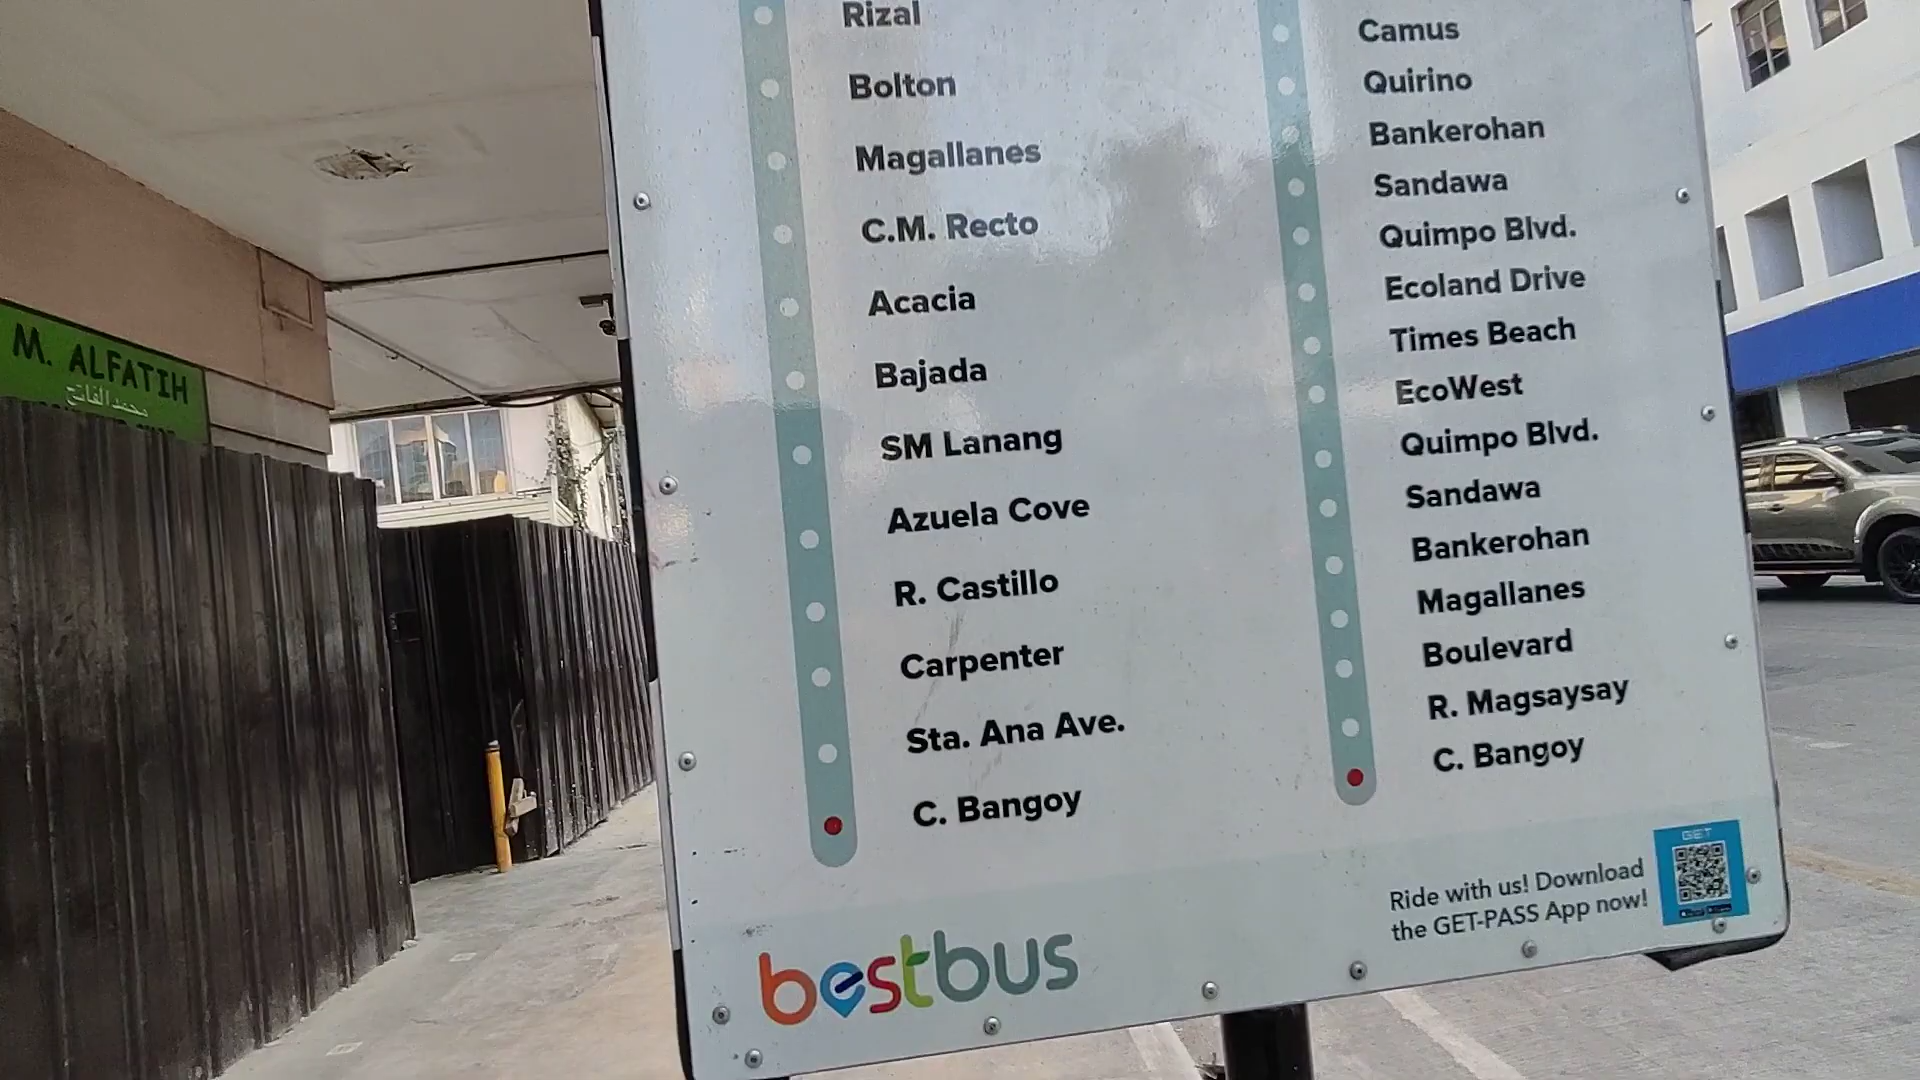 Rizal
Bolton
Magallanes
C.M. Recto
Acacia
Bajada
SM Lanang
Azuela Cove
R. Castillo
Carpenter
Sta. Ana Ave.
C. Bangoy
Camus
Quirino
Bankerohan
Sandawa
Quimpo Blvd.
Ecoland Drive
Times Beach
EcoWest
Quimpo Blvd.
Sandawa
Bankerohan
Magallanes
Boulevard
R. Magsaysay
C. Bangoy
Ride with us! Download
the GET-PASS App now!
GET
bestbus
M. ALFATIH
محمد الفاتح